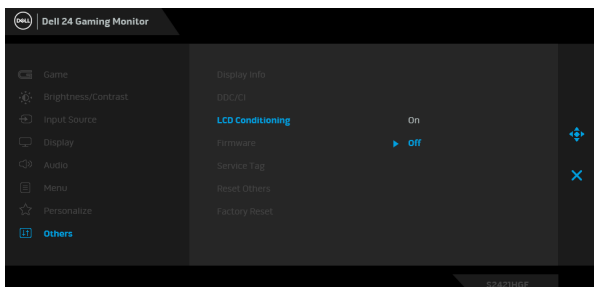 DELL Dell 24 Gaming Monitor
Game
Display Info
Brightness/Contrast
DDC/CI
Input Source
LCD Conditioning
On
Display
Firmware
Off
Audio
Service Tag
Menu
Reset Others
Personalize
Factory Reset
Others
S2421HGF